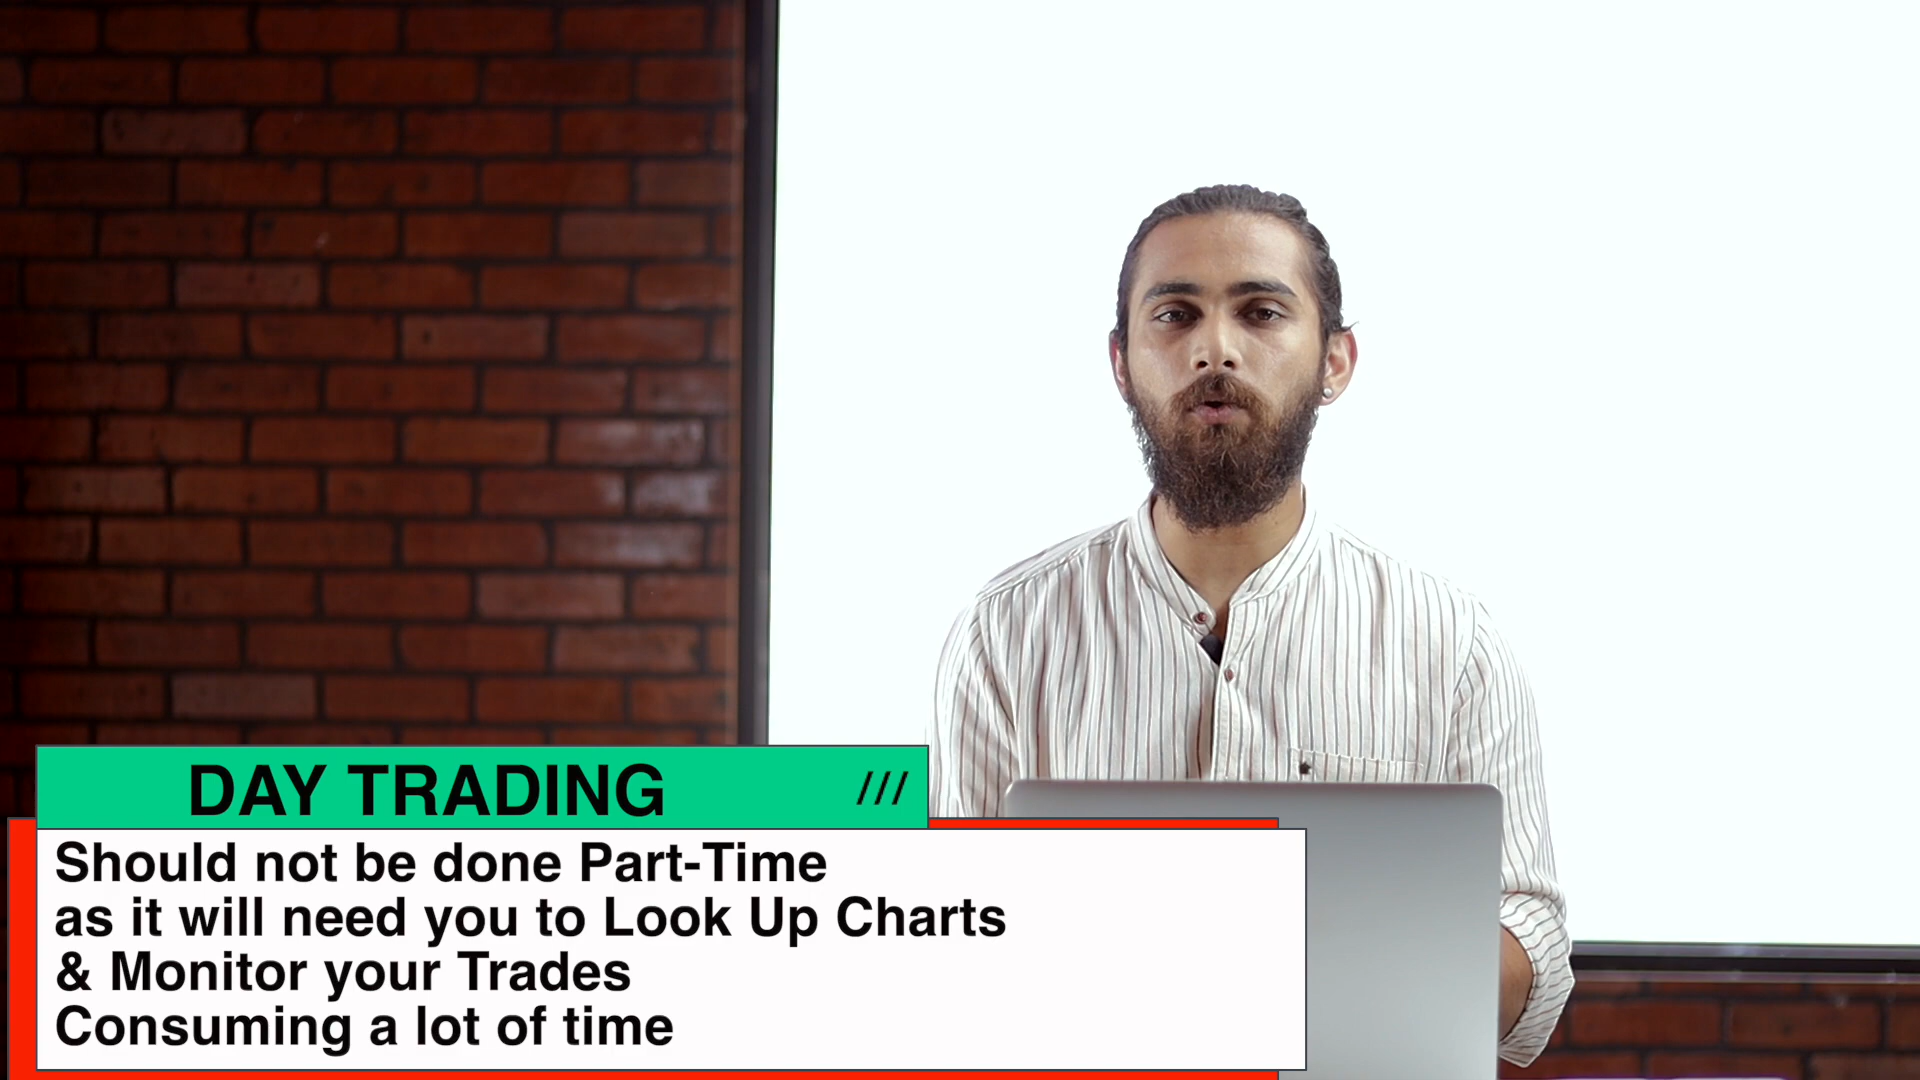 DAY TRADING ///
Should not be done Part-Time
as it will need you to Look Up Charts
& Monitor your Trades
Consuming a lot of time